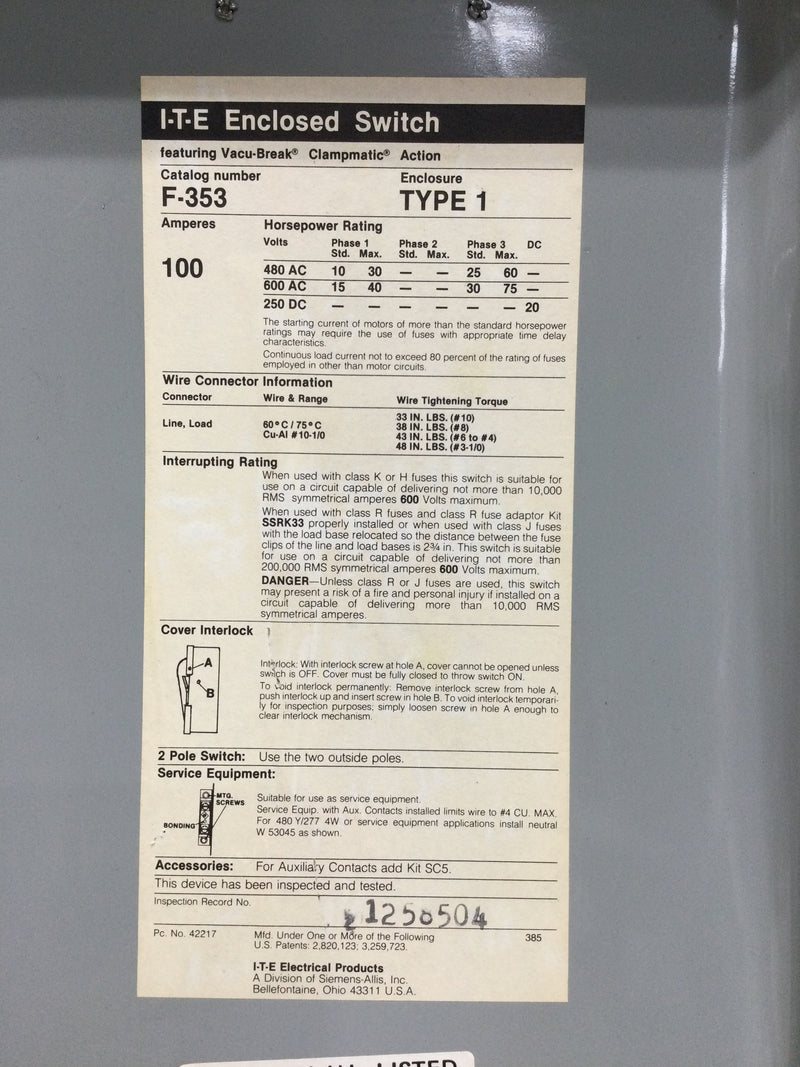 I-T-E Enclosed Switch
featuring Vacu-Break® Clampmatic® Action
Catalog number Enclosure
F-353 TYPE 1
Amperes Horsepower Rating
Volts Phase 1 Phase 2 Phase 3 DC
Std. Max. Std. Max. Std. Max.
100
480 AC 10 30 — — 25 60 —
600 AC 15 40 — — 30 75 —
250 DC — — — — — — 20
The starting current of motors of more than the standard horsepower
ratings may require the use of fuses with appropriate time delay
characteristics.
Continuous load current not to exceed 80 percent of the rating of fuses
employed in other than motor circuits.
Wire Connector Information
Connector Wire & Range Wire Tightening Torque
Line, Load
60°C / 75°C
Cu-Al #10-1/0
33 IN. LBS. (#10)
38 IN. LBS. (#8)
43 IN. LBS. (#6 to #4)
48 IN. LBS. (#3-1/0)
Interrupting Rating
When used with class K or H fuses this switch is suitable for
use on a circuit capable of delivering not more than 10,000
RMS symmetrical amperes 600 Volts maximum.
When used with class R fuses and class R fuse adaptor Kit
SSRK33 properly installed or when used with class J fuses
with the load base relocated so the distance between the fuse
clips of the line and load bases is 2¾ in. This switch is suitable
for use on a circuit capable of delivering not more than
200,000 RMS symmetrical amperes 600 Volts maximum.
DANGER—Unless class R or J fuses are used, this switch
may present a risk of a fire and personal injury if installed on a
circuit capable of delivering more than 10,000 RMS
symmetrical amperes.
Cover Interlock
A
B
Interlock: With interlock screw at hole A, cover cannot be opened unless
switch is OFF. Cover must be fully closed to throw switch ON.
To void interlock permanently: Remove interlock screw from hole A,
push interlock up and insert screw in hole B. To void interlock temporari-
ly for inspection purposes; simply loosen screw in hole A enough to
clear interlock mechanism.
2 Pole Switch: Use the two outside poles.
Service Equipment:
MTG.
SCREWS
BONDING
Suitable for use as service equipment.
Service Equip. with Aux. Contacts installed limits wire to #4 CU. MAX.
For 480 Y/277 4W or service equipment applications install neutral
W 53045 as shown.
Accessories: For Auxiliary Contacts add Kit SC5.
This device has been inspected and tested.
Inspection Record No.
1256504
Pc. No. 42217 Mfd. Under One or More of the Following 385
U.S. Patents: 2,820,123; 3,259,723.
I-T-E Electrical Products
A Division of Siemens-Allis, Inc.
Bellefontaine, Ohio 43311 U.S.A.
LISTED